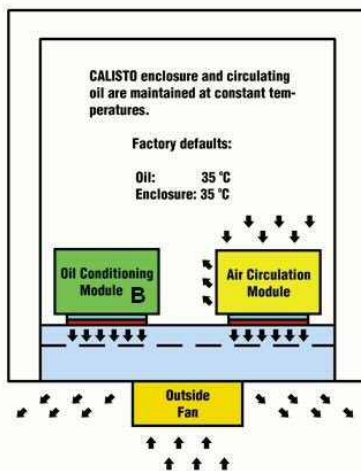 CALISTO enclosure and circulating
oil are maintained at constant tem-
peratures.
Factory defaults:
Oil: 35 °C
Enclosure: 35 °C
Oil Conditioning
Module B
Air Circulation
Module
Outside
Fan